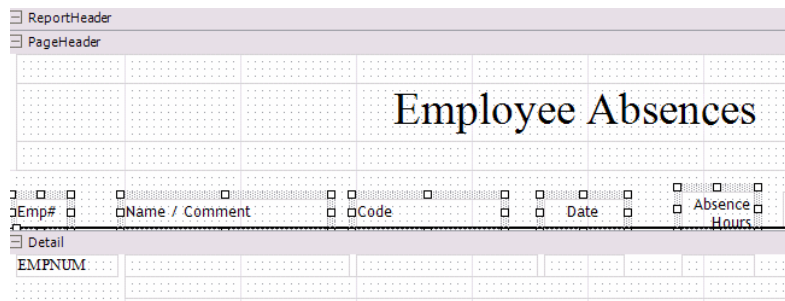 ReportHeader
PageHeader
Employee Absences
Emp# Name / Comment Code Date Absence
Hours
Detail
EMPNUM